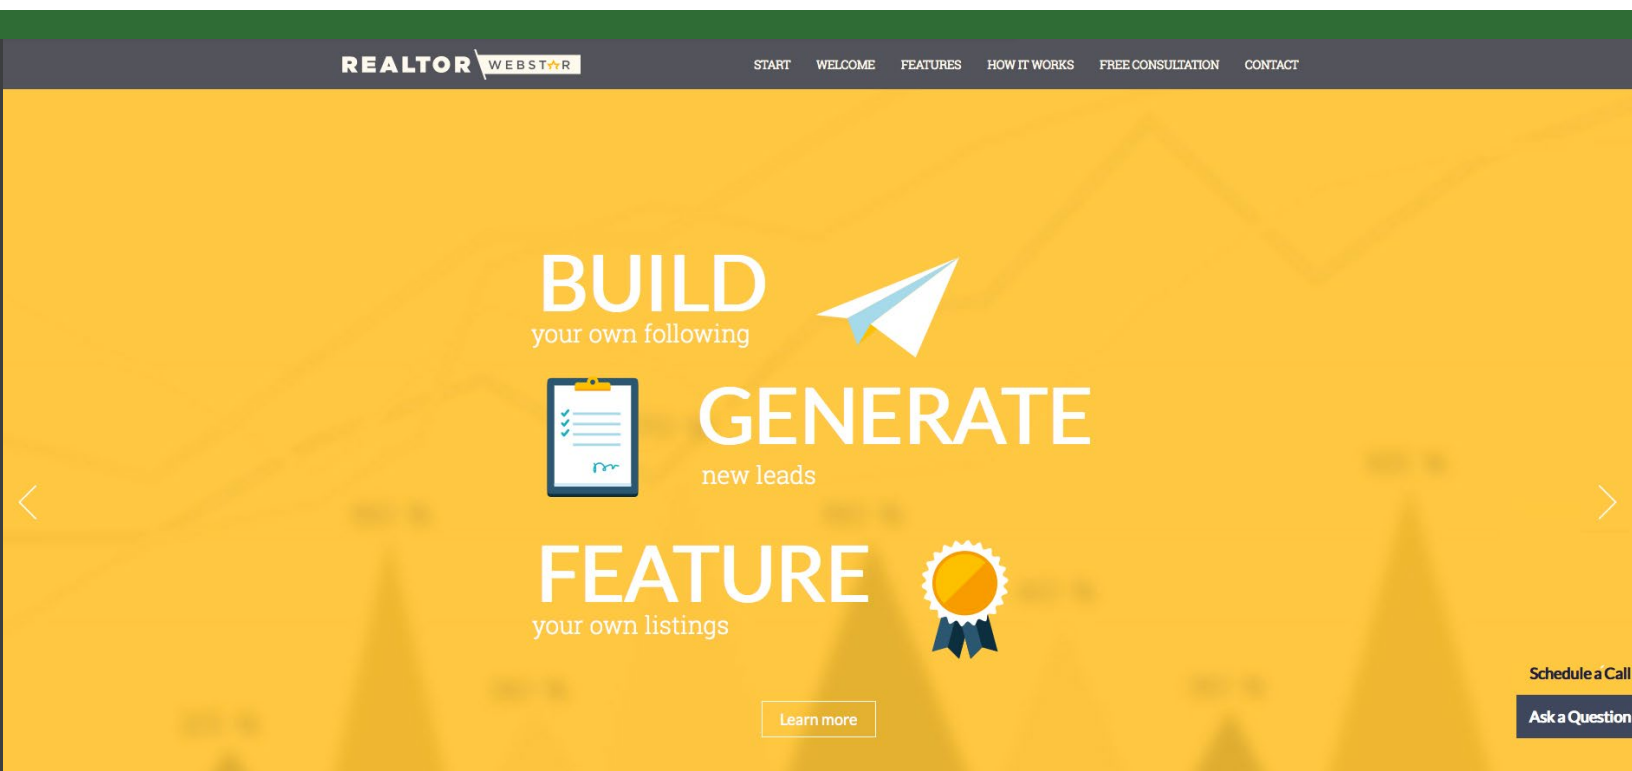 REALTOR WEBSTAR
START WELCOME FEATURES HOW IT WORKS FREE CONSULTATION CONTACT
BUILD
your own following
GENERATE
new leads
FEATURE
your own listings
Learn more
Schedule a Call
Ask a Question